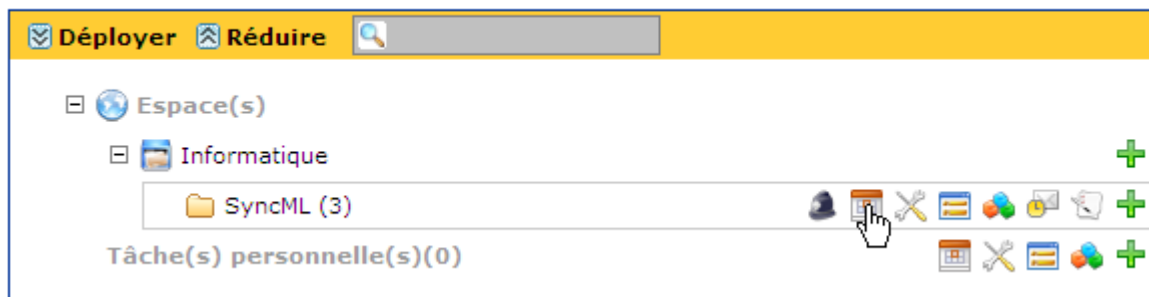 Déployer Réduire
Espace(s)
Informatique
SyncML (3)
Tâche(s) personnelle(s)(0)